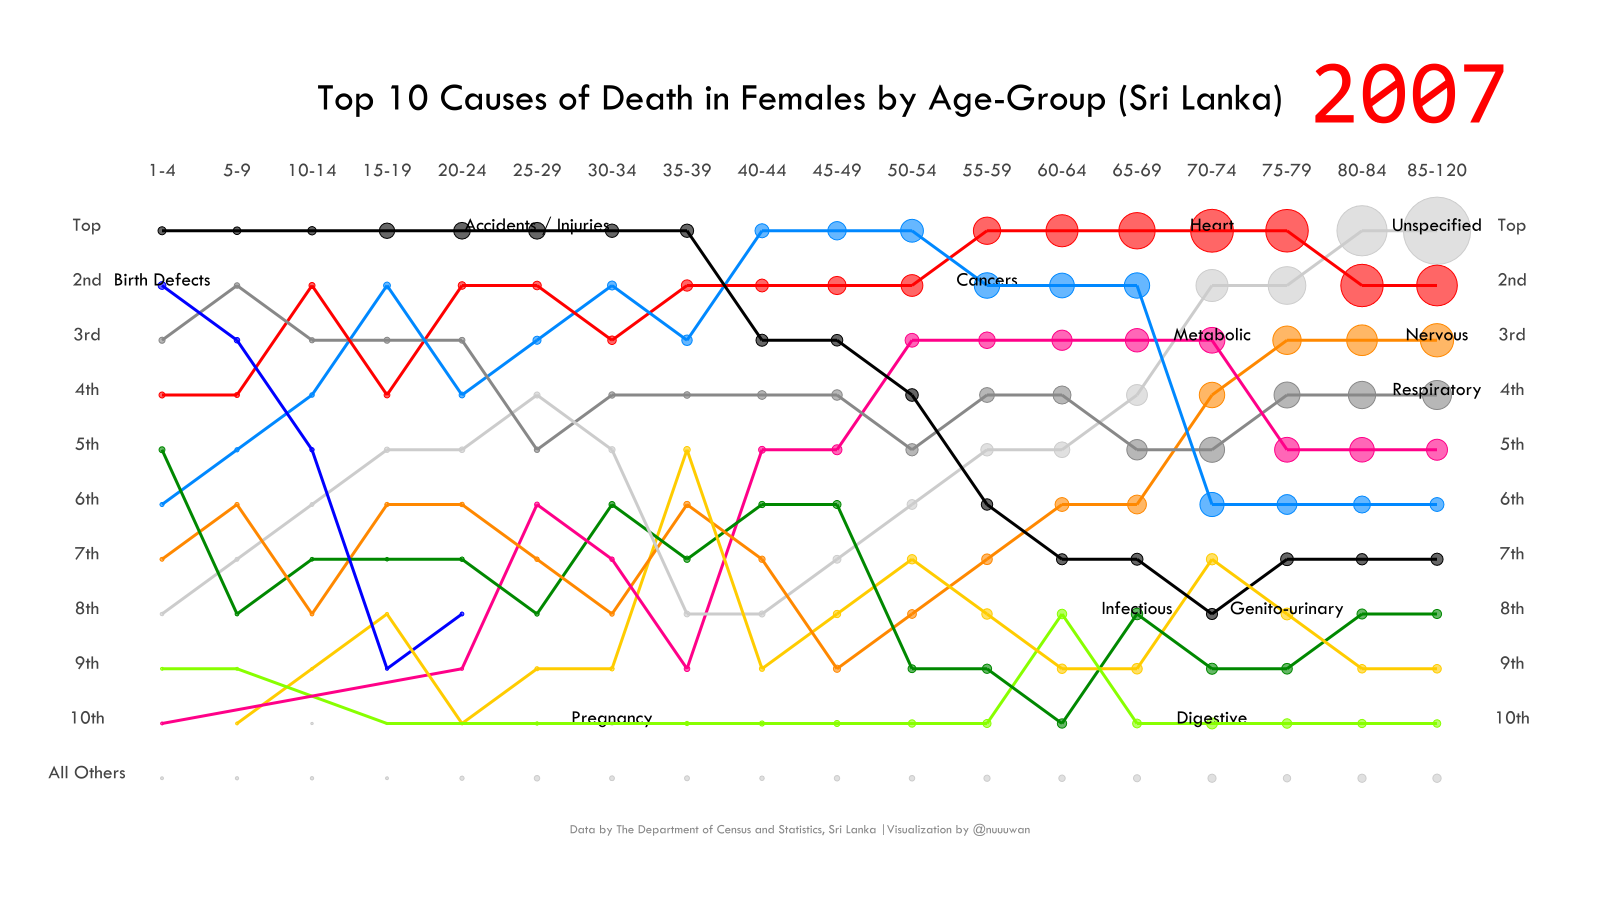 Top 10 Causes of Death in Females by Age-Group (Sri Lanka) 2007
1-4 5-9 10-14 15-19 20-24 25-29 30-34 35-39 40-44 45-49 50-54 55-59 60-64 65-69 70-74 75-79 80-84 85-120
Top Accidents / Injuries Heart Unspecified Top
2nd Birth Defects Cancers 2nd
3rd Metabolic Nervous 3rd
4th Respiratory 4th
5th 5th
6th 6th
7th 7th
8th Infectious Genito-urinary 8th
9th 9th
10th Pregnancy Digestive 10th
All Others
Data by The Department of Census and Statistics, Sri Lanka | Visualization by @nuuuwan